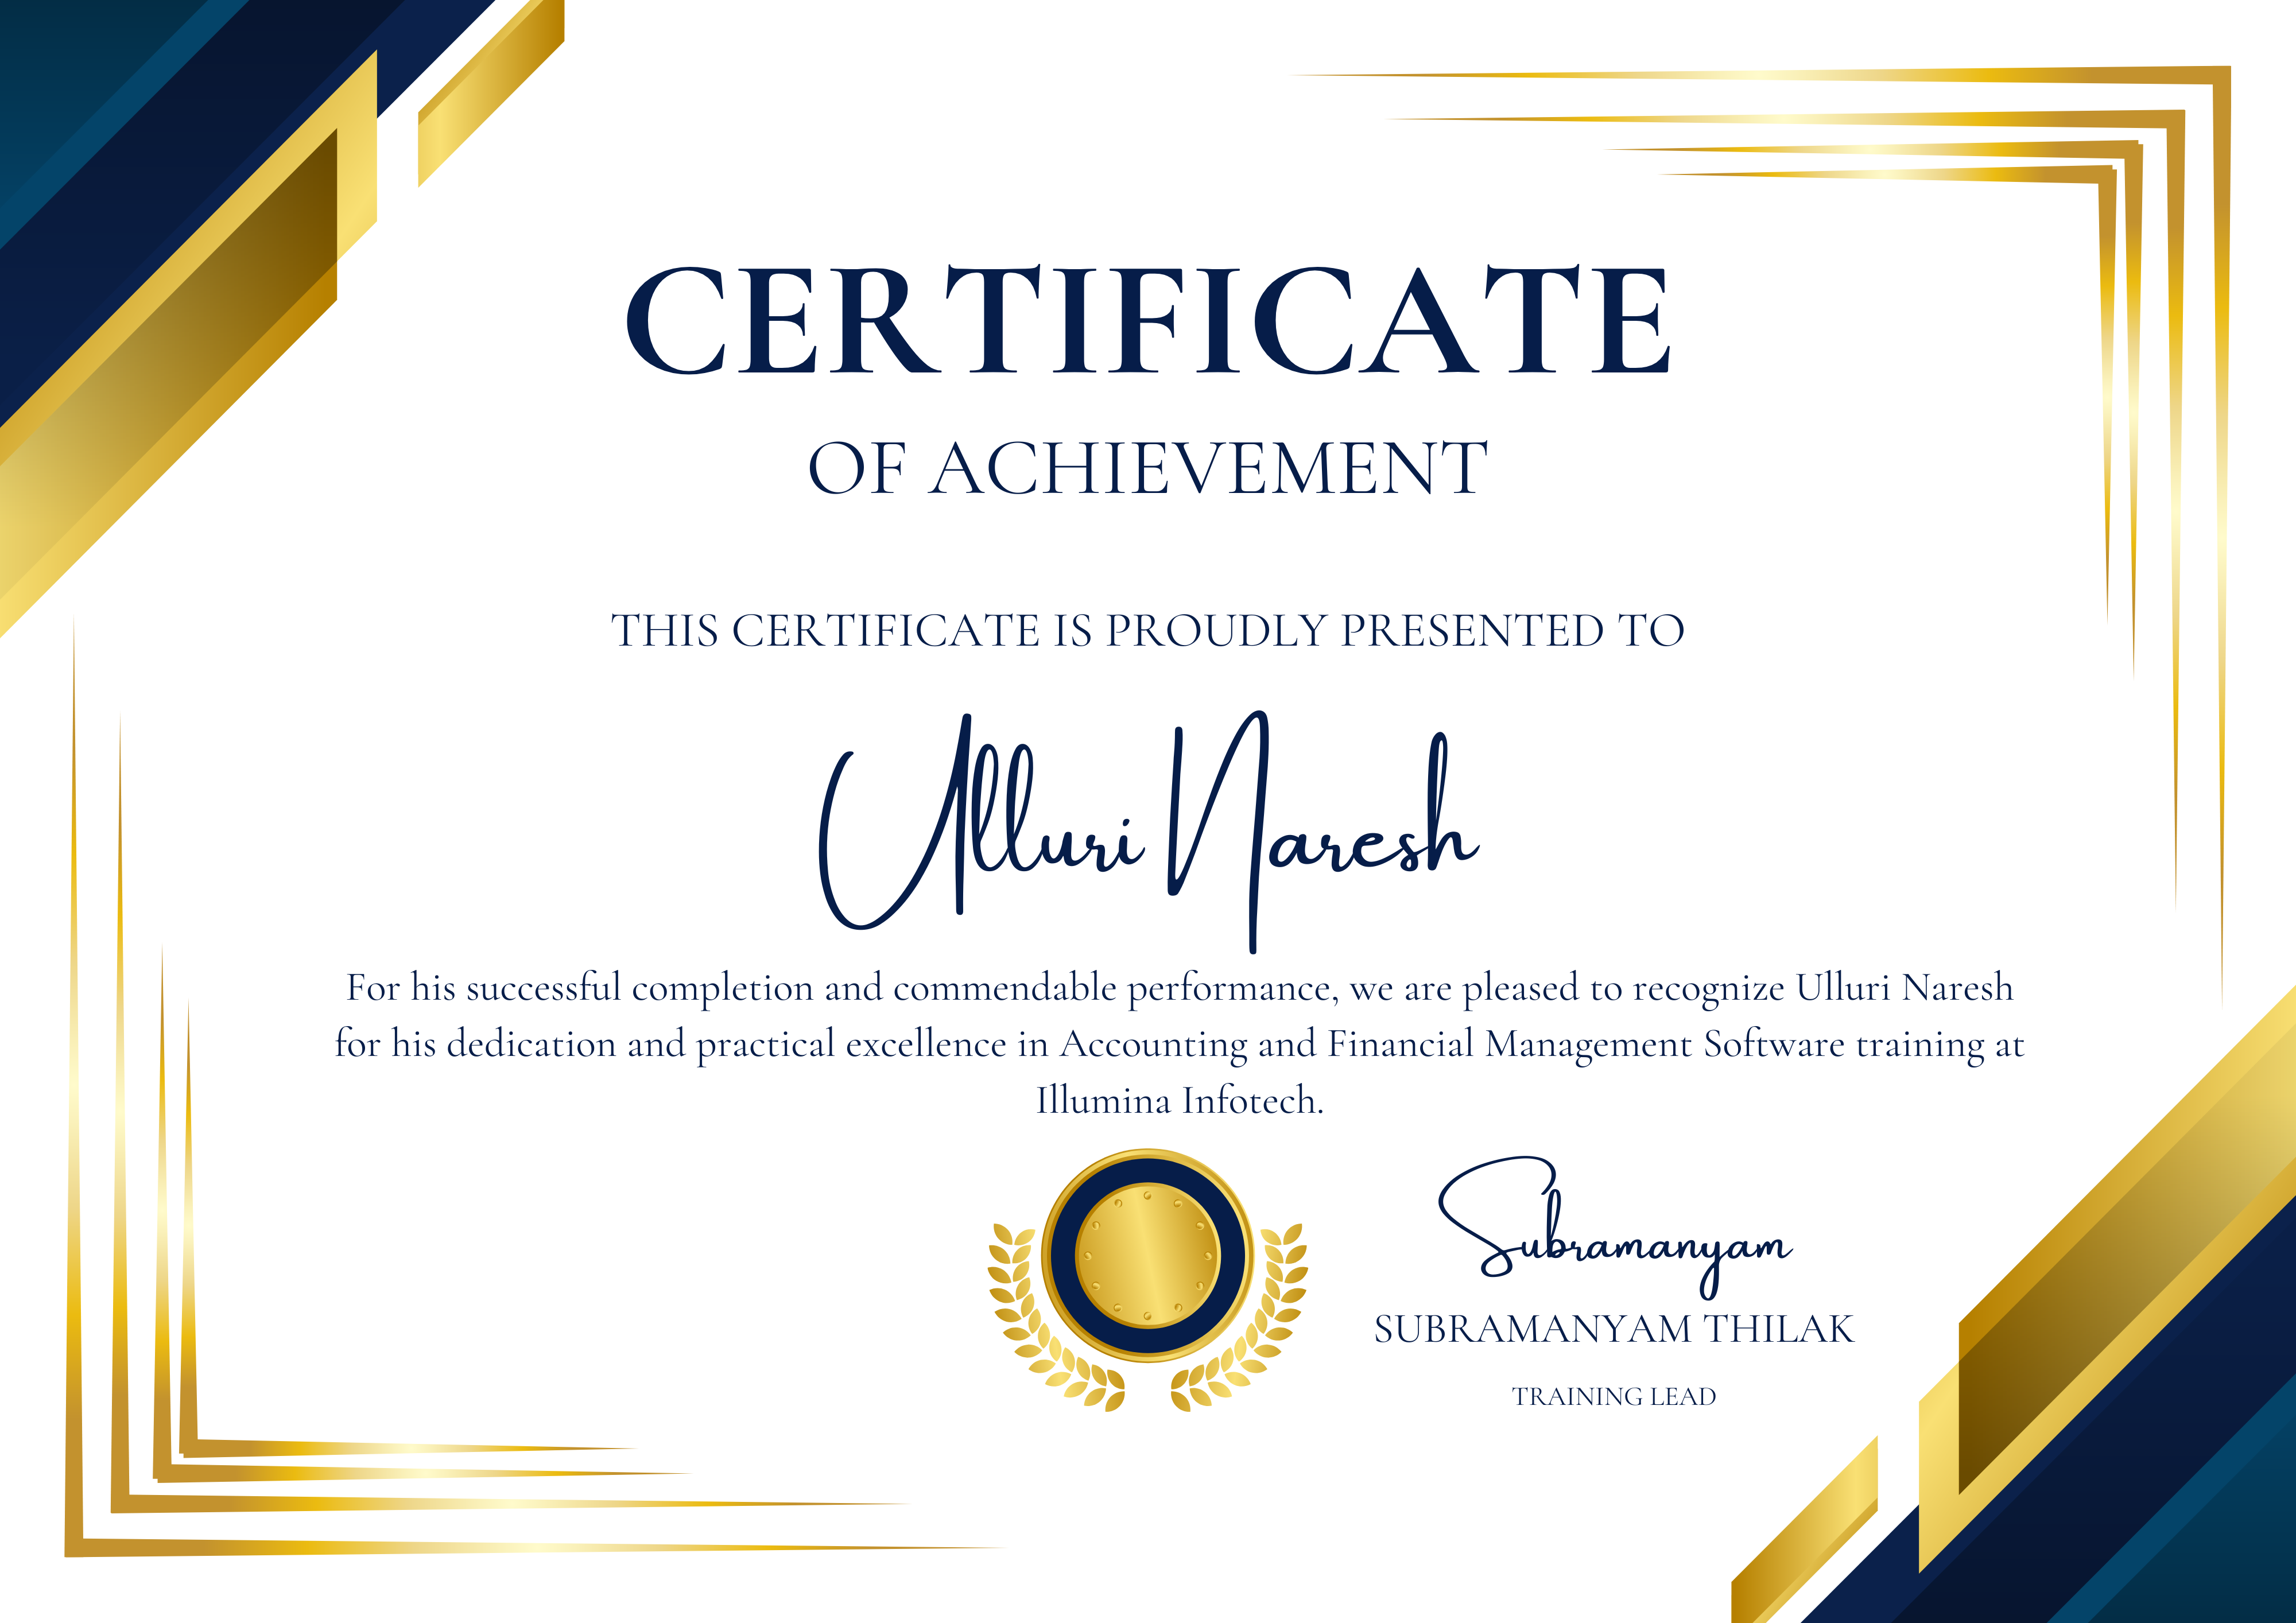 CERTIFICATE
OF ACHIEVEMENT
THIS CERTIFICATE IS PROUDLY PRESENTED TO
Ulluri Naresh
For his successful completion and commendable performance, we are pleased to recognize Ulluri Naresh
for his dedication and practical excellence in Accounting and Financial Management Software training at
Illumina Infotech.
Subramanyam
SUBRAMANYAM THILAK
TRAINING LEAD